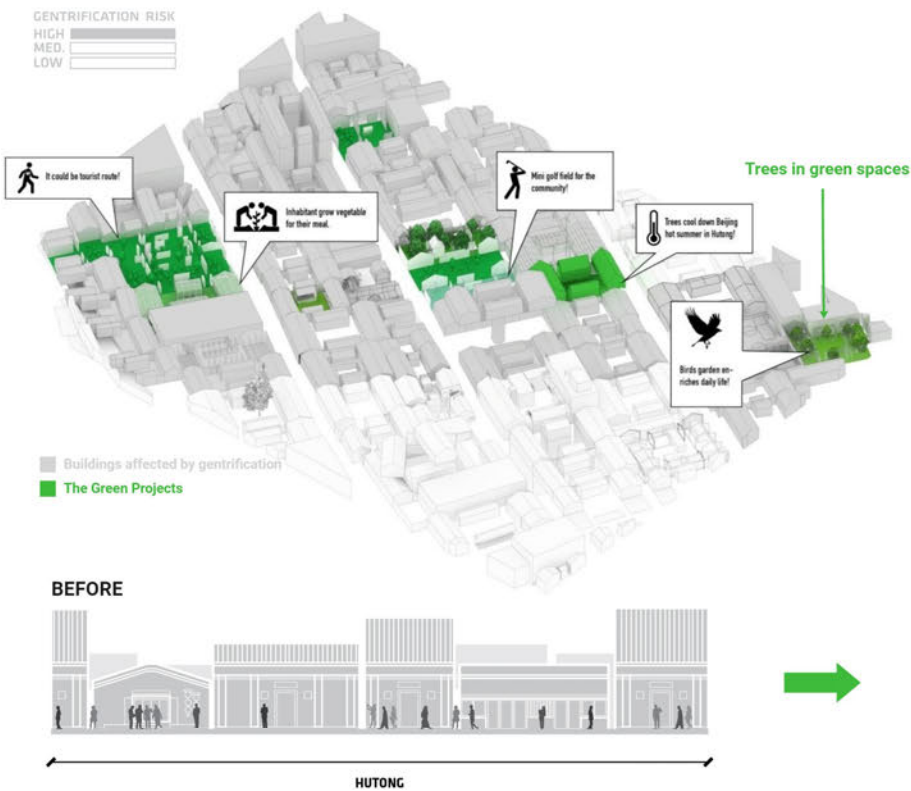 GENTRIFICATION RISK
HIGH
MED.
LOW
It could be tourist route!
Inhabitant grow vegetable
for their meal.
Mini golf field for the
community!
Trees cool down Beijing
hot summer in Hutong!
Trees in green spaces
Birds garden en-
riches daily life!
Buildings affected by gentrification
The Green Projects
BEFORE
HUTONG